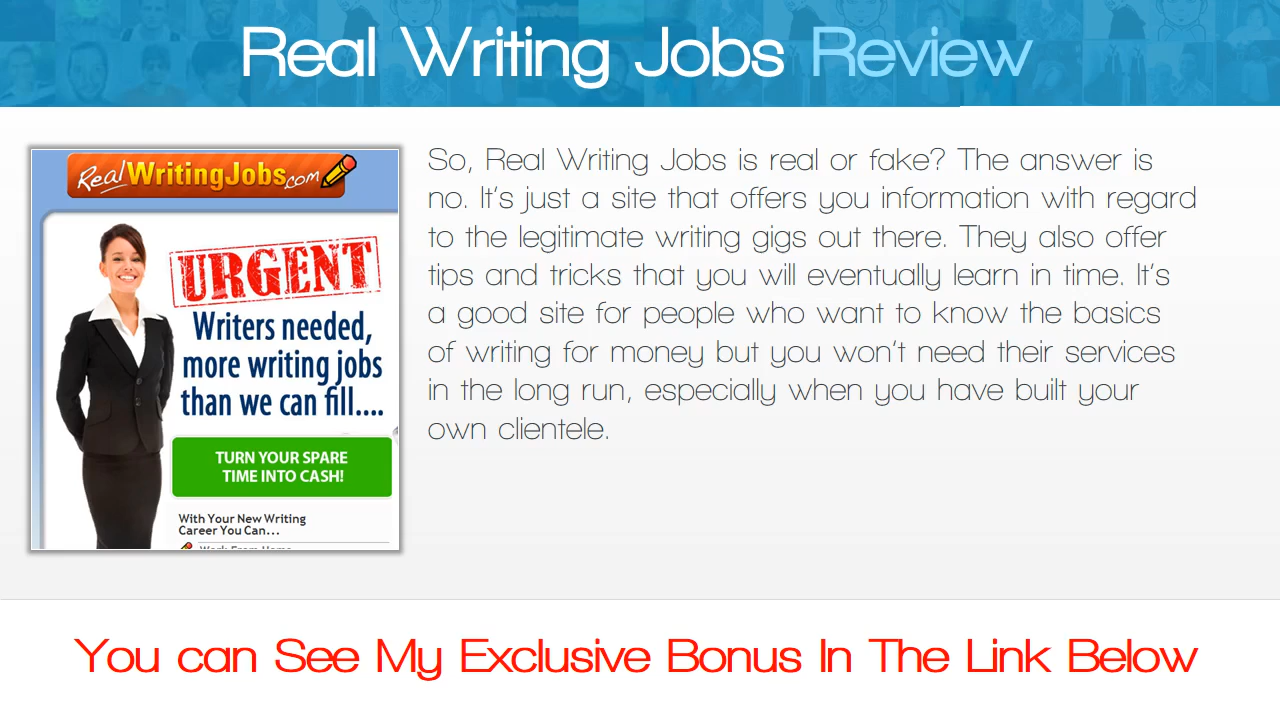 Real Writing Jobs Review
RealWritingJobs.com
URGENT
Writers needed,
more writing jobs
than we can fill....
TURN YOUR SPARE
TIME INTO CASH!
With Your New Writing
Career You Can...
Work From Home
So, Real Writing Jobs is real or fake? The answer is
no. It's just a site that offers you information with regard
to the legitimate writing gigs out there. They also offer
tips and tricks that you will eventually learn in time. It's
a good site for people who want to know the basics
of writing for money but you won't need their services
in the long run, especially when you have built your
own clientele.
You can See My Exclusive Bonus In The Link Below